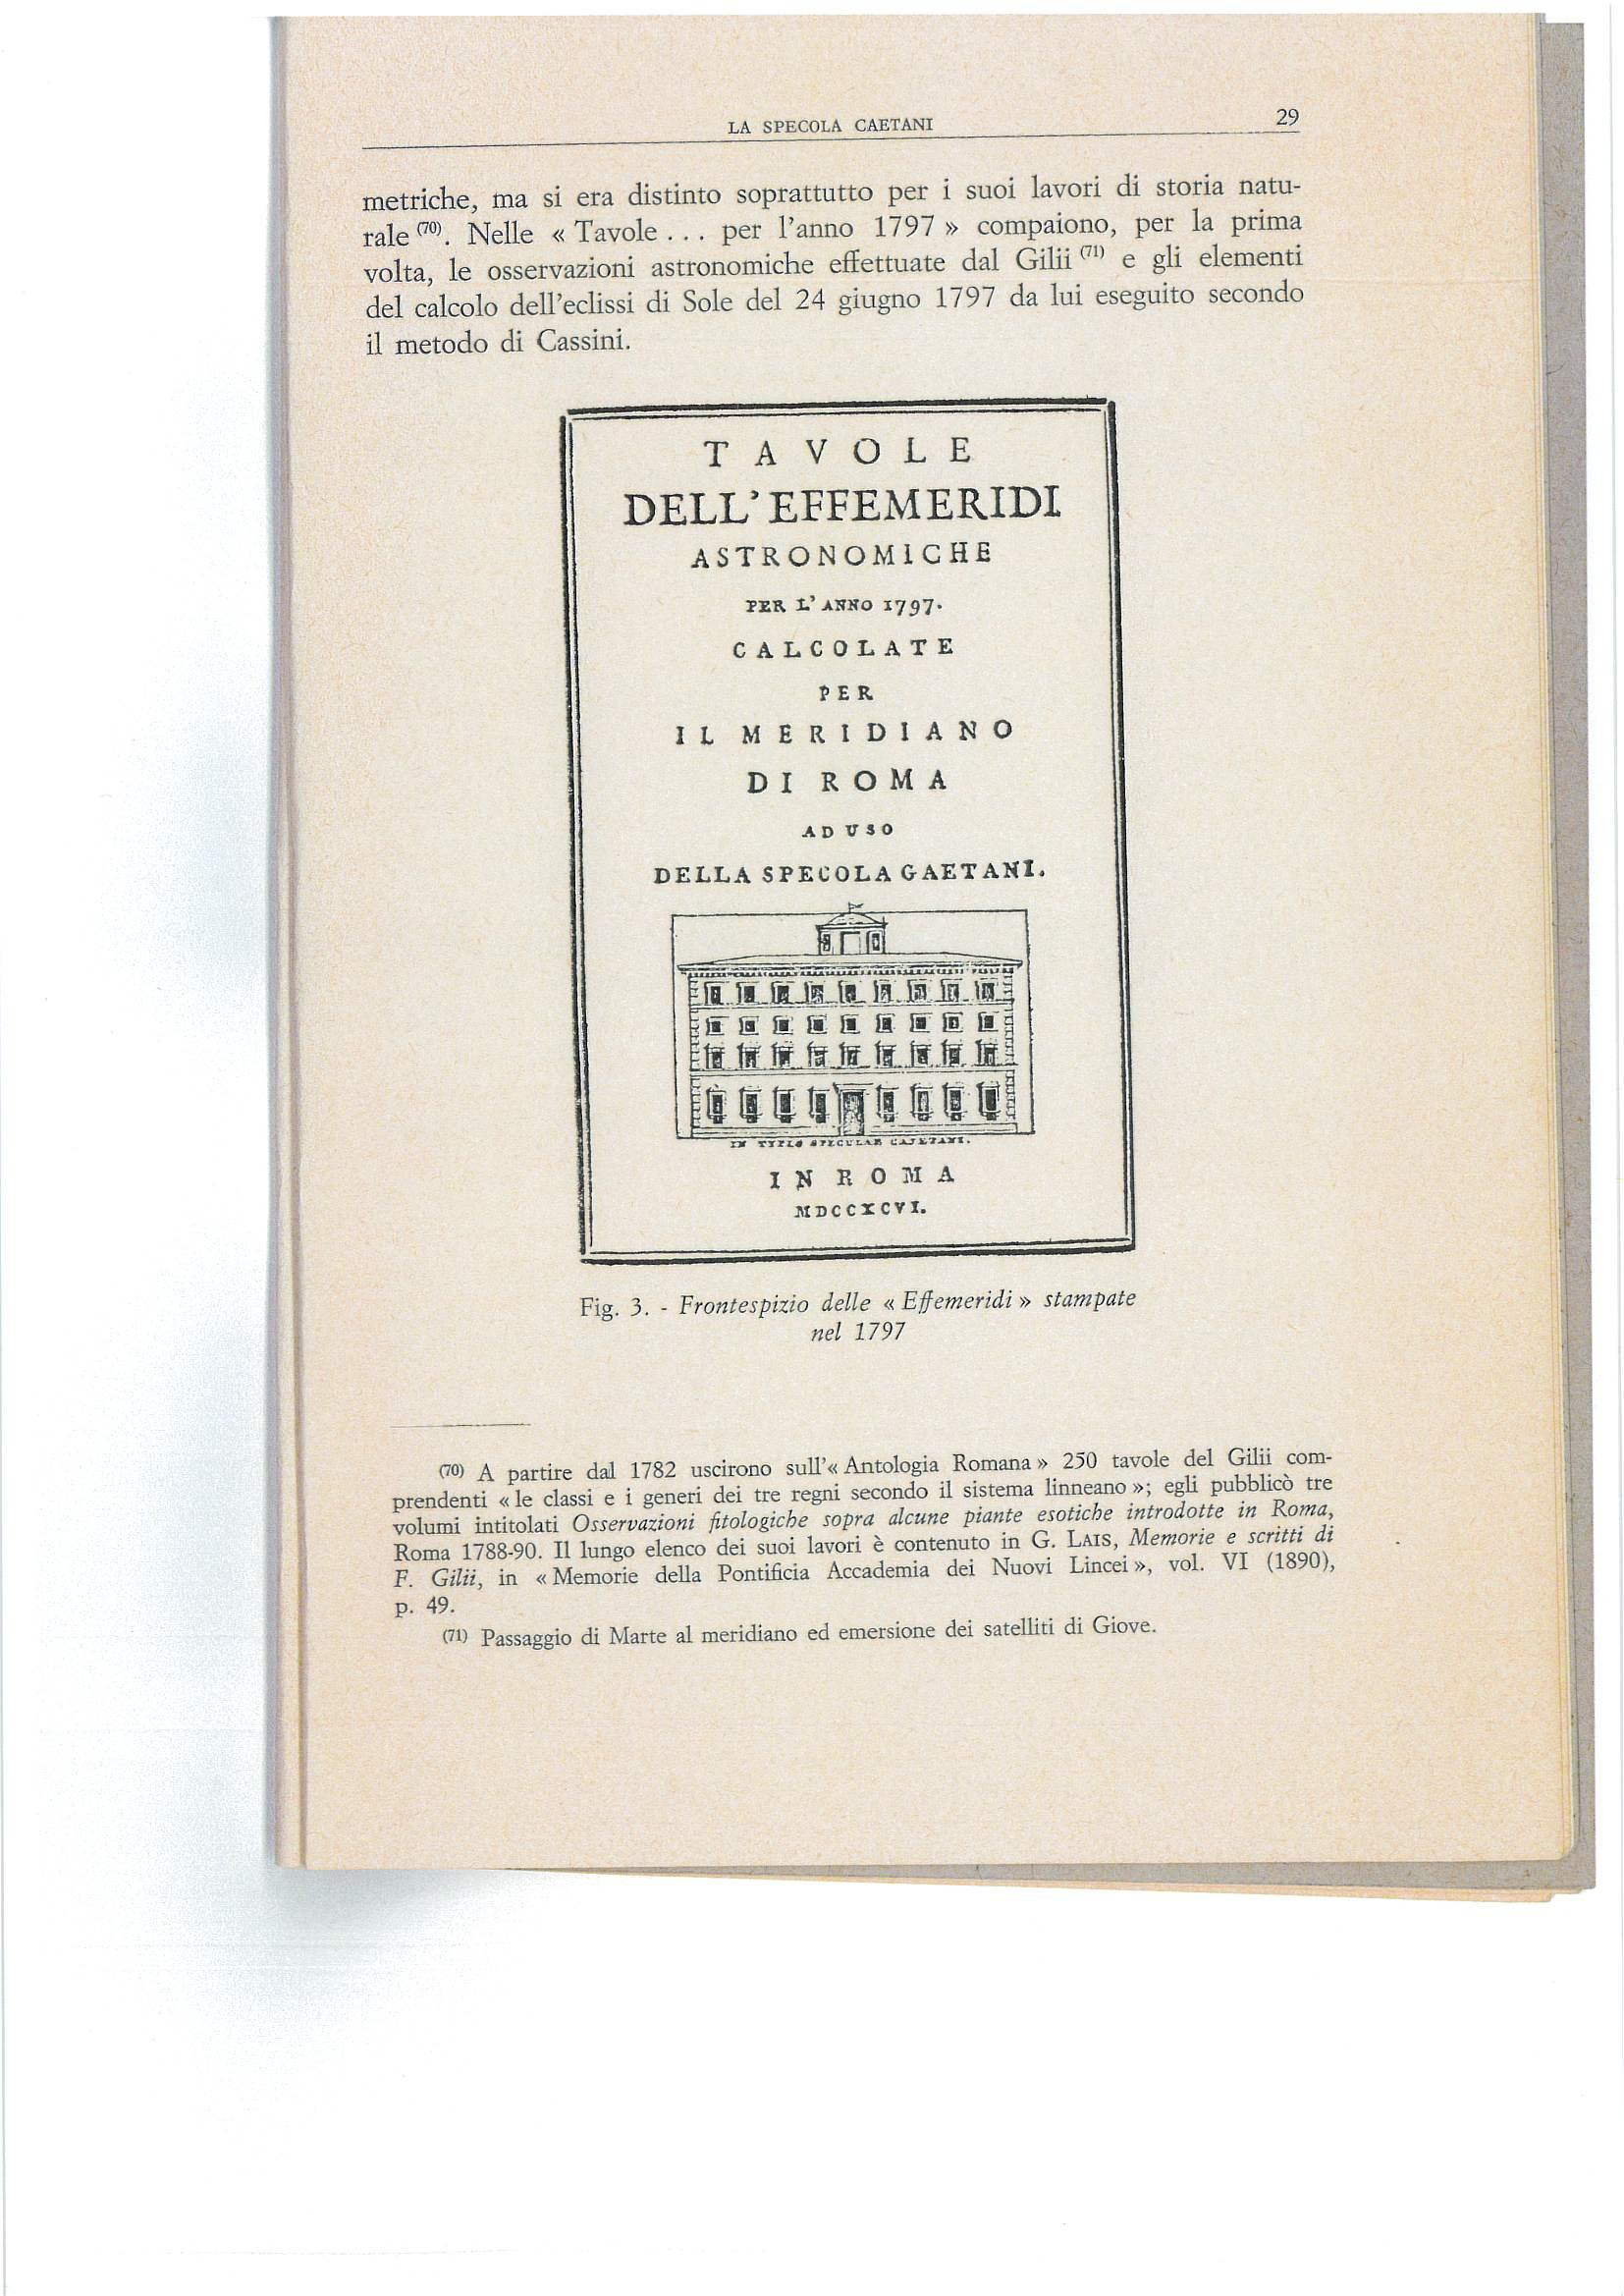 LA SPECOLA CAETANI
29
metriche, ma si era distinto soprattutto per i suoi lavori di storia natu-
rale (70). Nelle « Tavole . . . per l'anno 1797 » compaiono, per la prima
volta, le osservazioni astronomiche effettuate dal Gilii (71) e gli elementi
del calcolo dell'eclissi di Sole del 24 giugno 1797 da lui eseguito secondo
il metodo di Cassini.
TAVOLE
DELL'EFFEMERIDI
ASTRONOMICHE
PER L'ANNO 1797.
CALCOLATE
PER
IL MERIDIANO
DI ROMA
AD USO
DELLA SPECOLA GAETANI.
IN TYPIS SPECULAE CAJETANI.
IN ROMA
MDCCXCVI.
Fig. 3. - Frontespizio delle « Effemeridi » stampate
nel 1797
(70) A partire dal 1782 uscirono sull'« Antologia Romana » 250 tavole del Gilii com-
prendenti « le classi e i generi dei tre regni secondo il sistema linneano »; egli pubblicò tre
volumi intitolati Osservazioni fitologiche sopra alcune piante esotiche introdotte in Roma,
Roma 1788-90. Il lungo elenco dei suoi lavori è contenuto in G. LAIS, Memorie e scritti di
F. Gilii, in « Memorie della Pontificia Accademia dei Nuovi Lincei », vol. VI (1890),
p. 49.
(71) Passaggio di Marte al meridiano ed emersione dei satelliti di Giove.